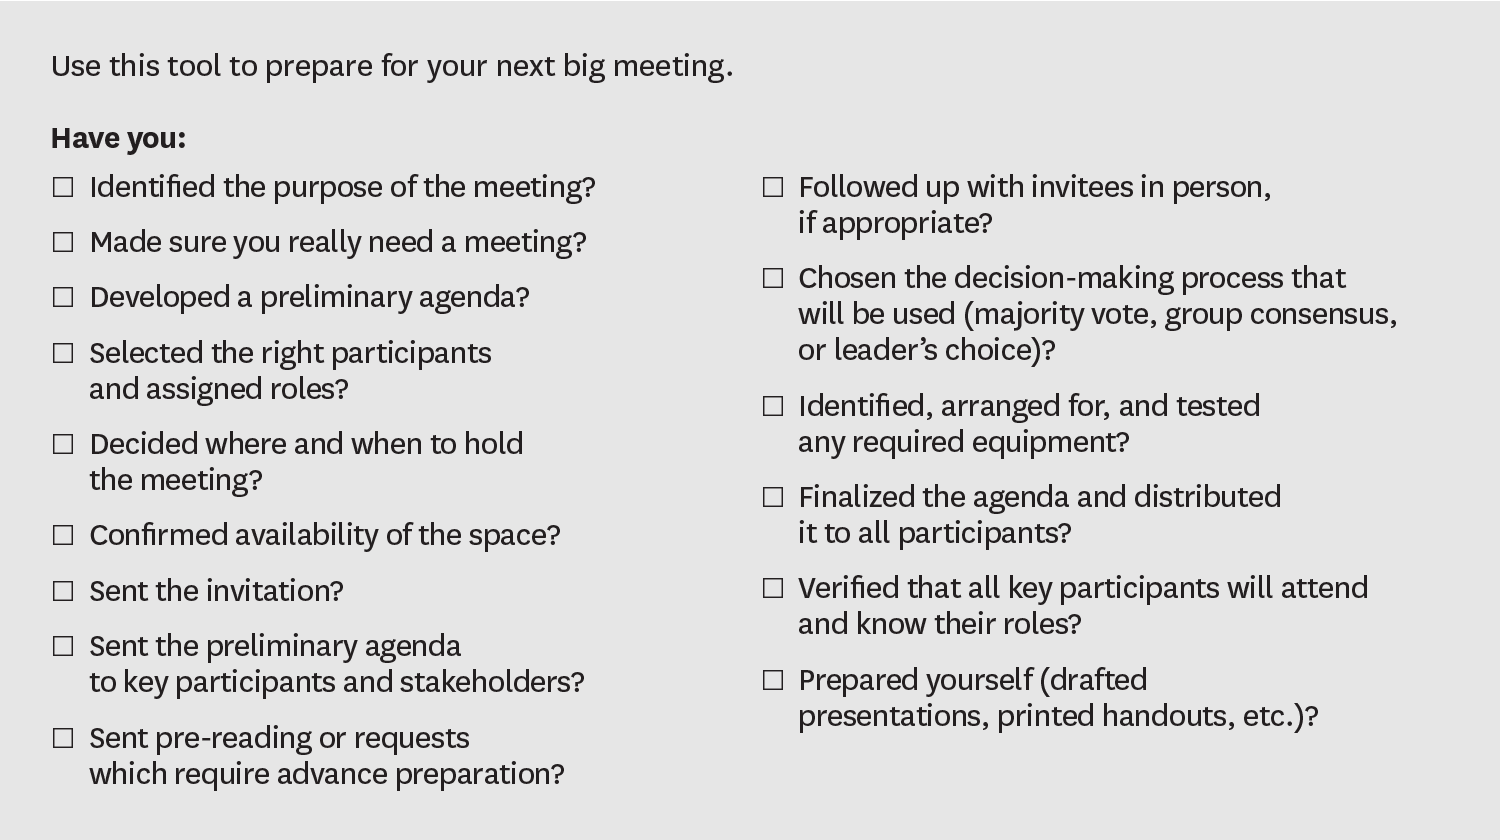 Use this tool to prepare for your next big meeting.
Have you:
☐ Identified the purpose of the meeting?
☐ Made sure you really need a meeting?
☐ Developed a preliminary agenda?
☐ Selected the right participants
and assigned roles?
☐ Decided where and when to hold
the meeting?
☐ Confirmed availability of the space?
☐ Sent the invitation?
☐ Sent the preliminary agenda
to key participants and stakeholders?
☐ Sent pre-reading or requests
which require advance preparation?
☐ Followed up with invitees in person,
if appropriate?
☐ Chosen the decision-making process that
will be used (majority vote, group consensus,
or leader’s choice)?
☐ Identified, arranged for, and tested
any required equipment?
☐ Finalized the agenda and distributed
it to all participants?
☐ Verified that all key participants will attend
and know their roles?
☐ Prepared yourself (drafted
presentations, printed handouts, etc.)?